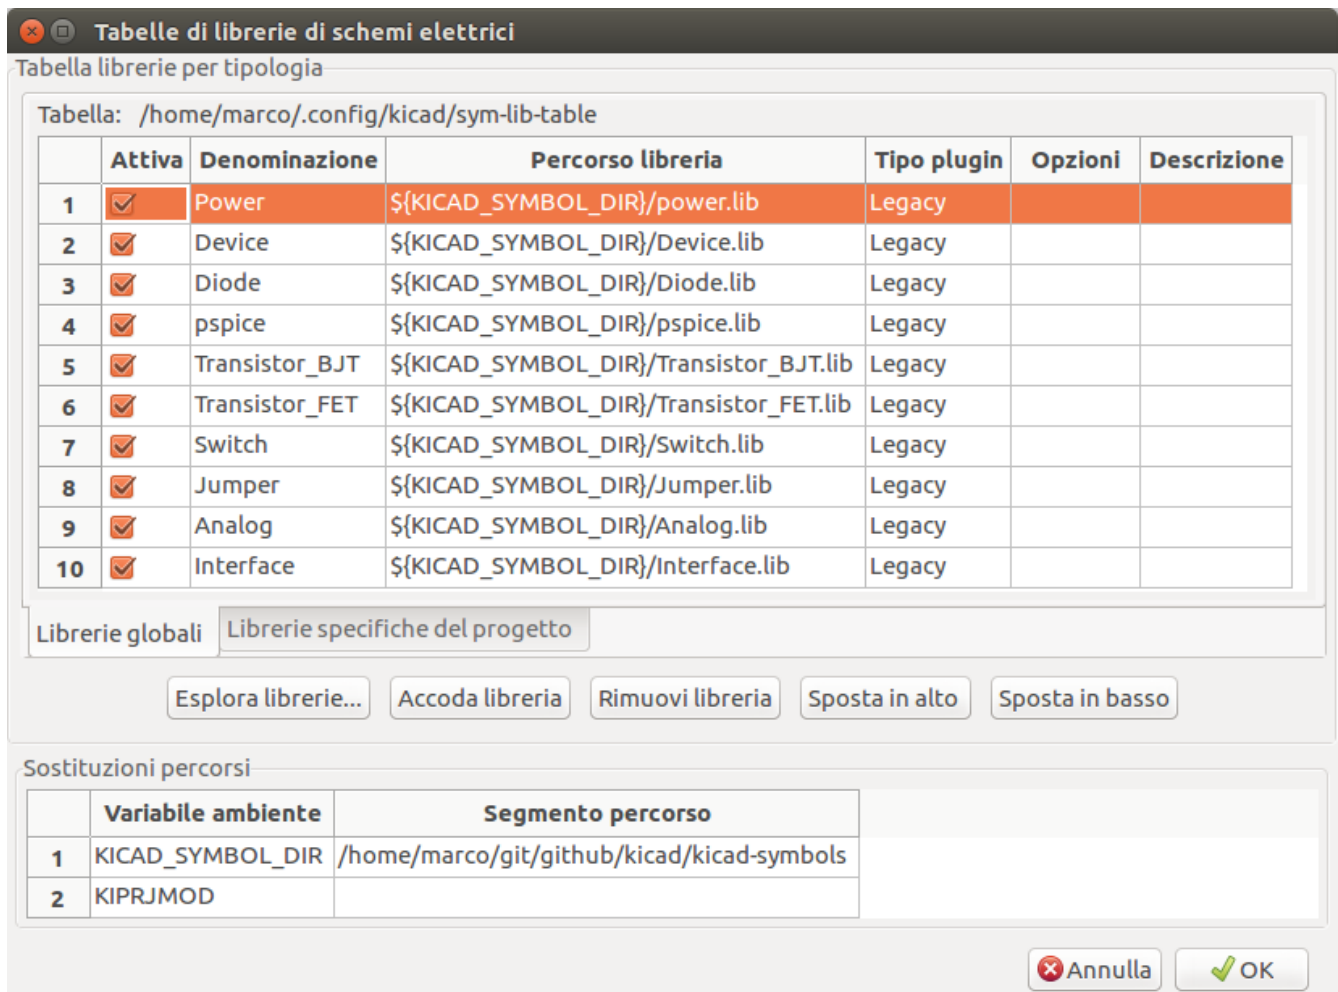 Tabelle di librerie di schemi elettrici
Tabella librerie per tipologia
Tabella: /home/marco/.config/kicad/sym-lib-table
Attiva Denominazione Percorso libreria Tipo plugin Opzioni Descrizione
1 Power ${KICAD_SYMBOL_DIR}/power.lib Legacy
2 Device ${KICAD_SYMBOL_DIR}/Device.lib Legacy
3 Diode ${KICAD_SYMBOL_DIR}/Diode.lib Legacy
4 pspice ${KICAD_SYMBOL_DIR}/pspice.lib Legacy
5 Transistor_BJT ${KICAD_SYMBOL_DIR}/Transistor_BJT.lib Legacy
6 Transistor_FET ${KICAD_SYMBOL_DIR}/Transistor_FET.lib Legacy
7 Switch ${KICAD_SYMBOL_DIR}/Switch.lib Legacy
8 Jumper ${KICAD_SYMBOL_DIR}/Jumper.lib Legacy
9 Analog ${KICAD_SYMBOL_DIR}/Analog.lib Legacy
10 Interface ${KICAD_SYMBOL_DIR}/Interface.lib Legacy
Librerie globali Librerie specifiche del progetto
Esplora librerie... Accoda libreria Rimuovi libreria Sposta in alto Sposta in basso
Sostituzioni percorsi
Variabile ambiente Segmento percorso
1 KICAD_SYMBOL_DIR /home/marco/git/github/kicad/kicad-symbols
2 KIPRJMOD
Annulla OK